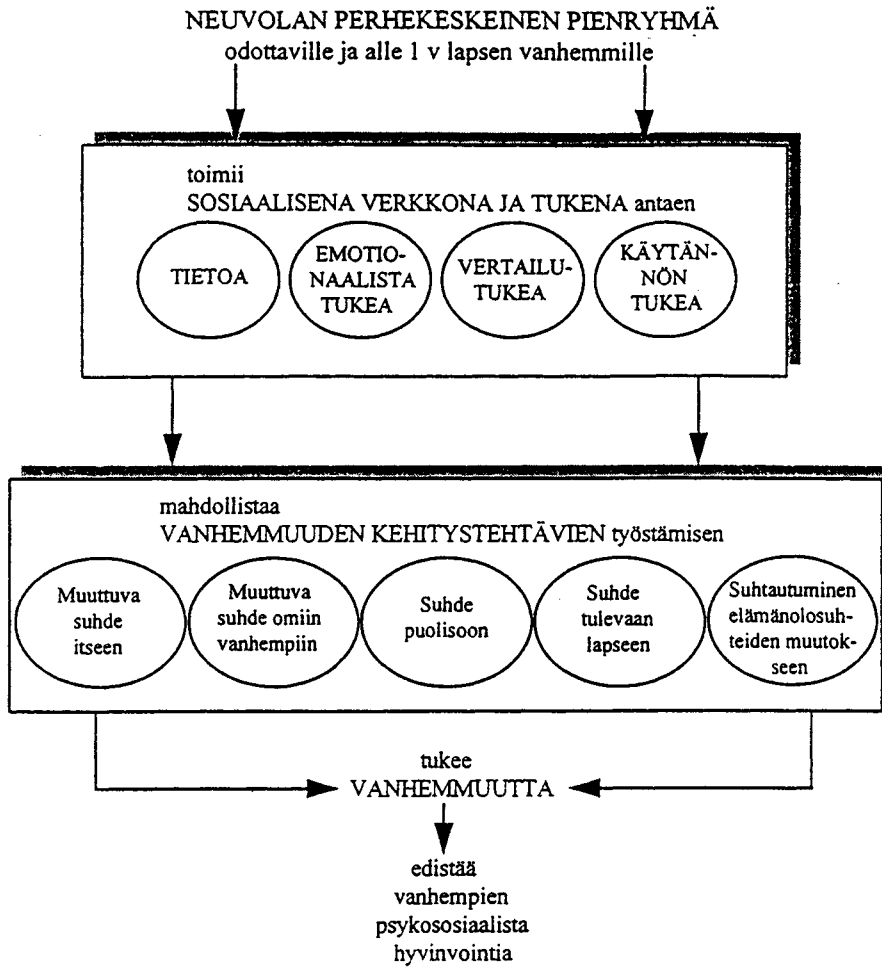 NEUVOLAN PERHEKESKEINEN PIENRYHMÄ
odottaville ja alle 1 v lapsen vanhemmille
toimii
SOSIAALISENA VERKKONA JA TUKENA antaen
TIETOA
EMOTIO-
NAALISTA
TUKEA
VERTAILU-
TUKEA
KÄYTÄN-
NÖN
TUKEA
mahdollistaa
VANHEMMUUDEN KEHITYSTEHTÄVIEN työstämisen
Muuttuva
suhde
itseen
Muuttuva
suhde omiin
vanhempiin
Suhde
puolisoon
Suhde
tulevaan
lapseen
Suhtautuminen
elämänolosuh-
teiden muutok-
seen
tukee
VANHEMMUUTTA
edistää
vanhempien
psykososiaalista
hyvinvointia